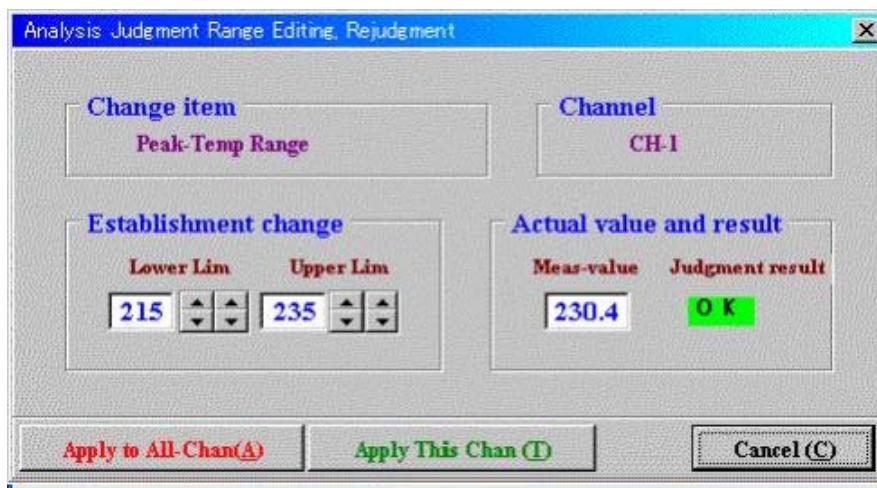 Analysis Judgment Range Editing, Rejudgment
Change item
Peak-Temp Range
Channel
CH-1
Establishment change
Lower Lim Upper Lim
215 235
Actual value and result
Meas-value Judgment result
230.4 O K
Apply to All-Chan(A) Apply This Chan (T) Cancel (C)